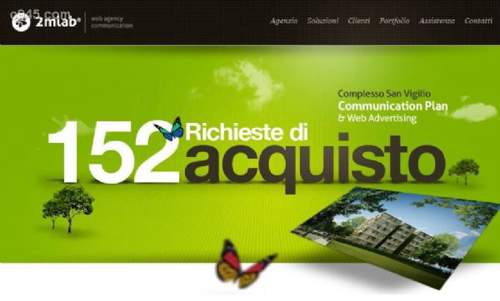 2mlab®
web agency
communication
Agenzia Soluzioni Clienti Portfolio Assistenza Contatti
Complesso San Vigilio
Communication Plan
& Web Advertising
152 Richieste di
acquisto